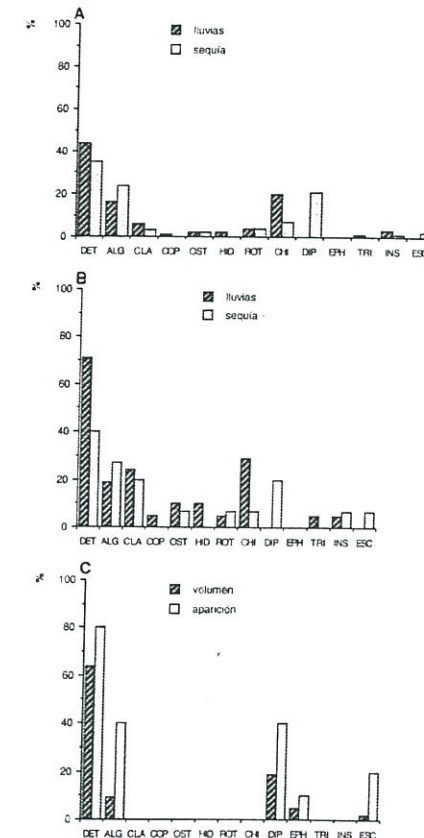 A
%
100
lluvias
sequía
80
60
40
20
0
DET ALG CLA COP OST HID ROT CHI DIP EPH TRI INS ESC
B
%
100
lluvias
sequía
80
60
40
20
0
DET ALG CLA COP OST HID ROT CHI DIP EPH TRI INS ESC
C
%
100
volumen
aparición
80
60
40
20
0
DET ALG CLA COP OST HID ROT CHI DIP EPH TRI INS ESC